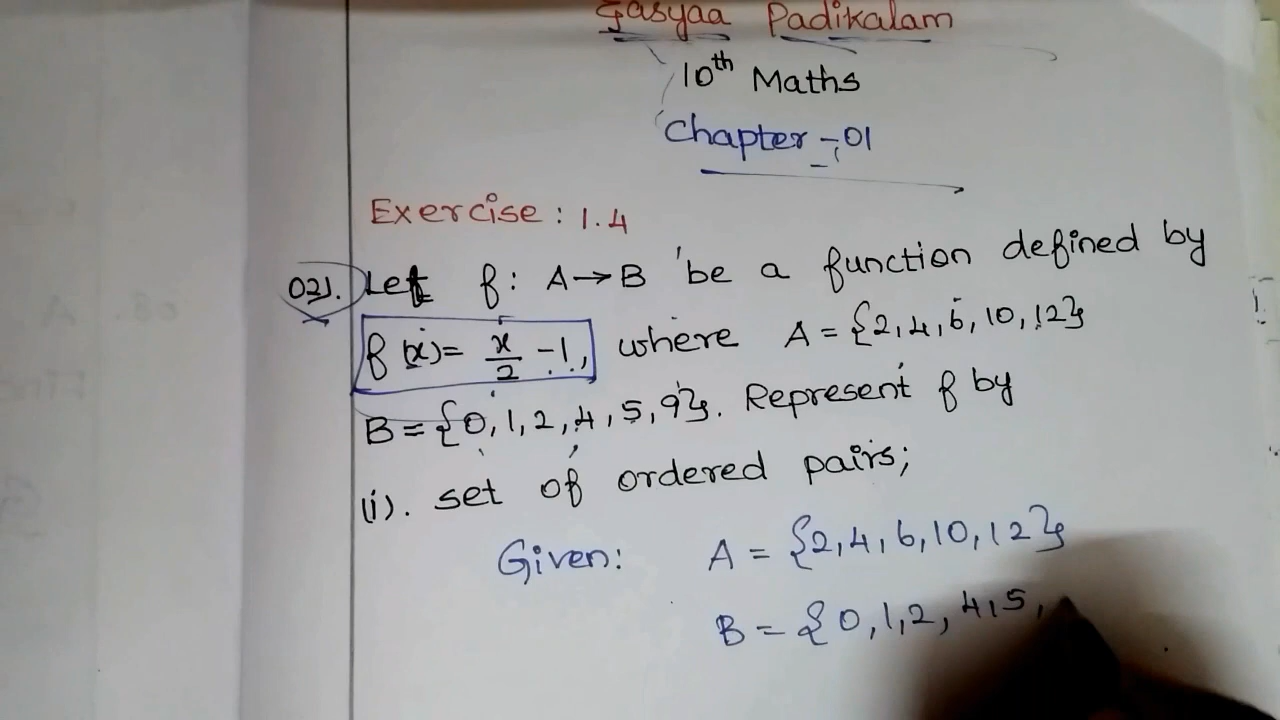 Padikalam
10th Maths
Chapter - 01
Exercise : 1.4
02). Let f : A → B be a function defined by
f(x) = x/2 - 1, where A = {2, 4, 6, 10, 12}
B = {0, 1, 2, 4, 5, 9}. Represent f by
(i). set of ordered pairs;
Given: A = {2, 4, 6, 10, 12}
B = {0, 1, 2, 4, 5,